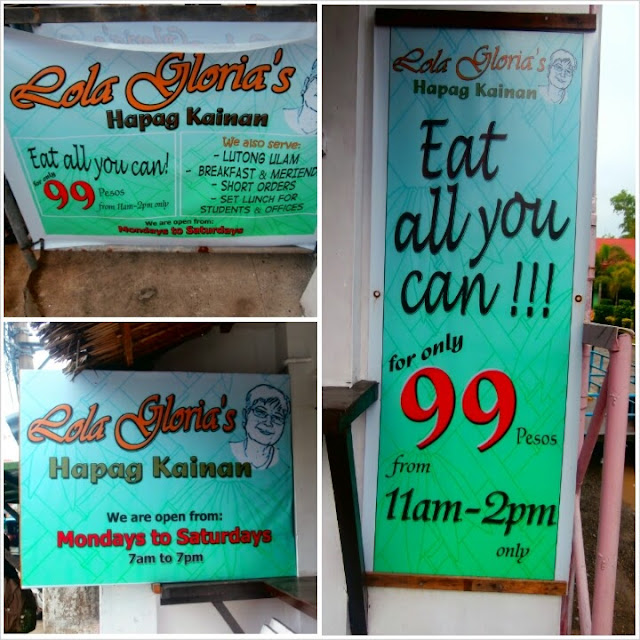 Lola Gloria's
Hapag Kainan
Eat all you can!
for only
99 Pesos
from 11am-2pm only
We also serve:
- LUTONG ULAM
- BREAKFAST & MERIEND
- SHORT ORDERS
- SET LUNCH FOR
STUDENTS & OFFICES
We are open from:
Mondays to Saturdays
Lola Gloria's
Hapag Kainan
We are open from:
Mondays to Saturdays
7am to 7pm
Lola Gloria's
Hapag Kainan
Eat
all you
can !!!
for only
99 Pesos
from
11am-2pm
only